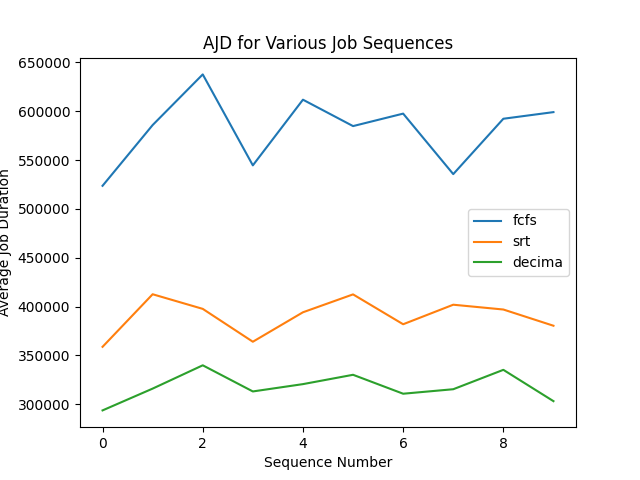 AJD for Various Job Sequences
650000
600000
550000
500000
450000
400000
350000
300000
Average Job Duration
fcfs
srt
decima
0
2
4
6
8
Sequence Number